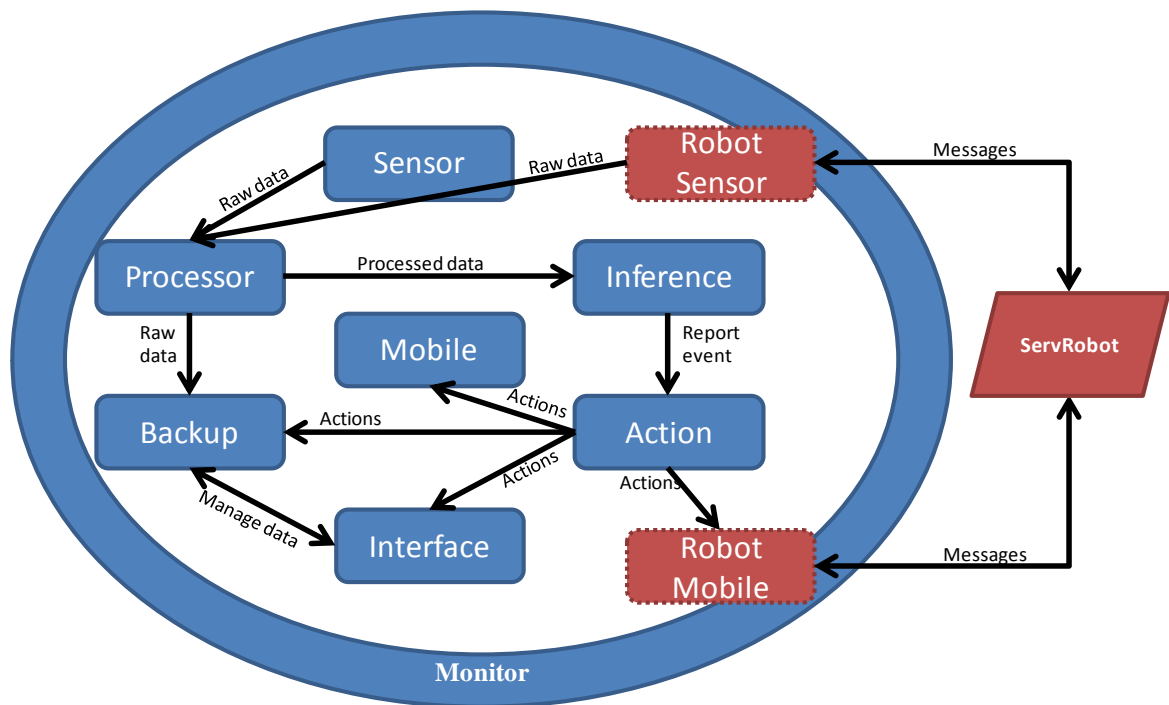 Robot
Sensor
Sensor
Messages
Raw data
Raw data
Processor
Processed data
Inference
Raw
data
Mobile
Report
event
ServRobot
Actions
Backup
Actions
Action
Actions
Actions
Manage data
Interface
Robot
Mobile
Messages
Monitor